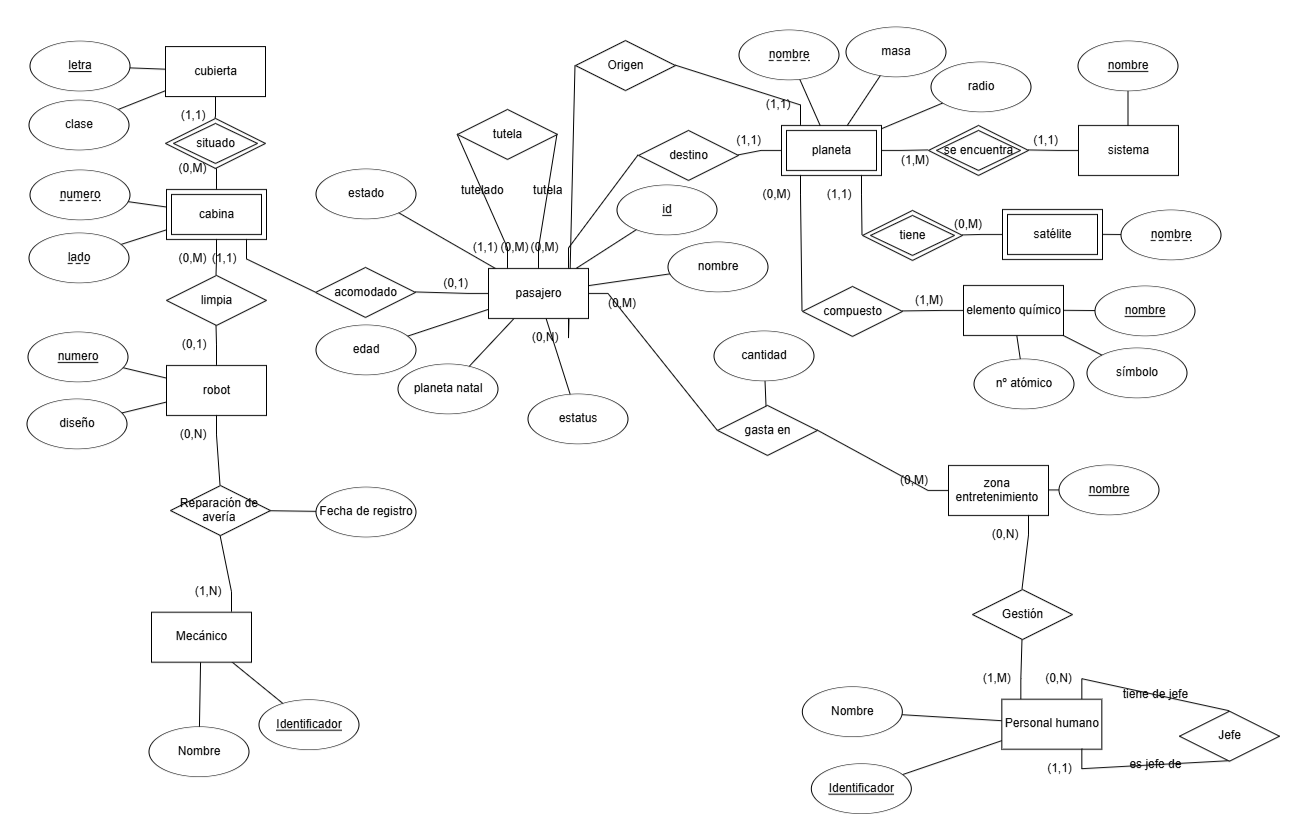 letra
cubierta
clase
(1,1)
situado
(0,M)
numero
cabina
lado
(0,M)
(1,1)
limpia
(0,1)
numero
robot
diseño
(0,N)
Reparación de
avería
Fecha de registro
(1,N)
Mecánico
Identificador
Nombre
acomodado
(0,1)
estado
tutela
tutelado
tutela
(1,1)
(0,M)
(0,M)
pasajero
edad
planeta natal
estatus
(0,N)
(0,M)
id
nombre
Origen
(1,1)
destino
(1,1)
nombre
masa
radio
planeta
(1,M)
se encuentra
(1,1)
sistema
nombre
(0,M)
(1,1)
tiene
(0,M)
satélite
nombre
compuesto
(1,M)
elemento químico
nombre
símbolo
nº atómico
cantidad
gasta en
(0,M)
zona
entretenimiento
nombre
(0,N)
Gestión
(1,M)
(0,N)
tiene de jefe
Nombre
Personal humano
Jefe
(1,1)
es jefe de
Identificador